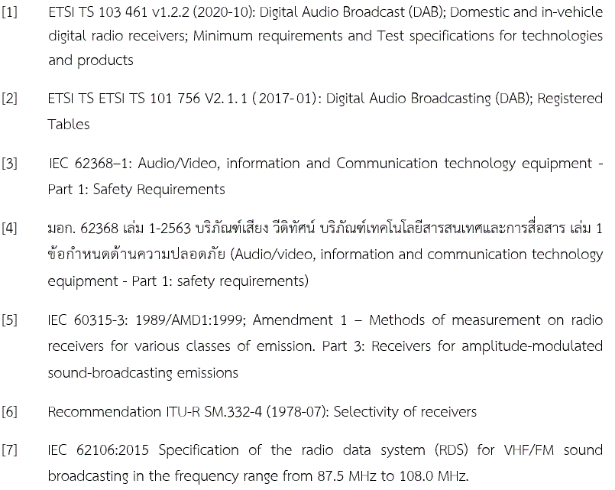 [1] ETSI TS 103 461 v1.2.2 (2020-10): Digital Audio Broadcast (DAB); Domestic and in-vehicle
digital radio receivers; Minimum requirements and Test specifications for technologies
and products
[2] ETSI TS ETSI TS 101 756 V2.1.1 (2017-01): Digital Audio Broadcasting (DAB); Registered
Tables
[3] IEC 62368–1: Audio/Video, information and Communication technology equipment -
Part 1: Safety Requirements
[4] มอก. 62368 เล่ม 1-2563 บริภัณฑ์เสียง วีดิทัศน์ บริภัณฑ์เทคโนโลยีสารสนเทศและการสื่อสาร เล่ม 1
ข้อกำหนดด้านความปลอดภัย (Audio/video, information and communication technology
equipment - Part 1: safety requirements)
[5] IEC 60315-3: 1989/AMD1:1999; Amendment 1 – Methods of measurement on radio
receivers for various classes of emission. Part 3: Receivers for amplitude-modulated
sound-broadcasting emissions
[6] Recommendation ITU-R SM.332-4 (1978-07): Selectivity of receivers
[7] IEC 62106:2015 Specification of the radio data system (RDS) for VHF/FM sound
broadcasting in the frequency range from 87.5 MHz to 108.0 MHz.